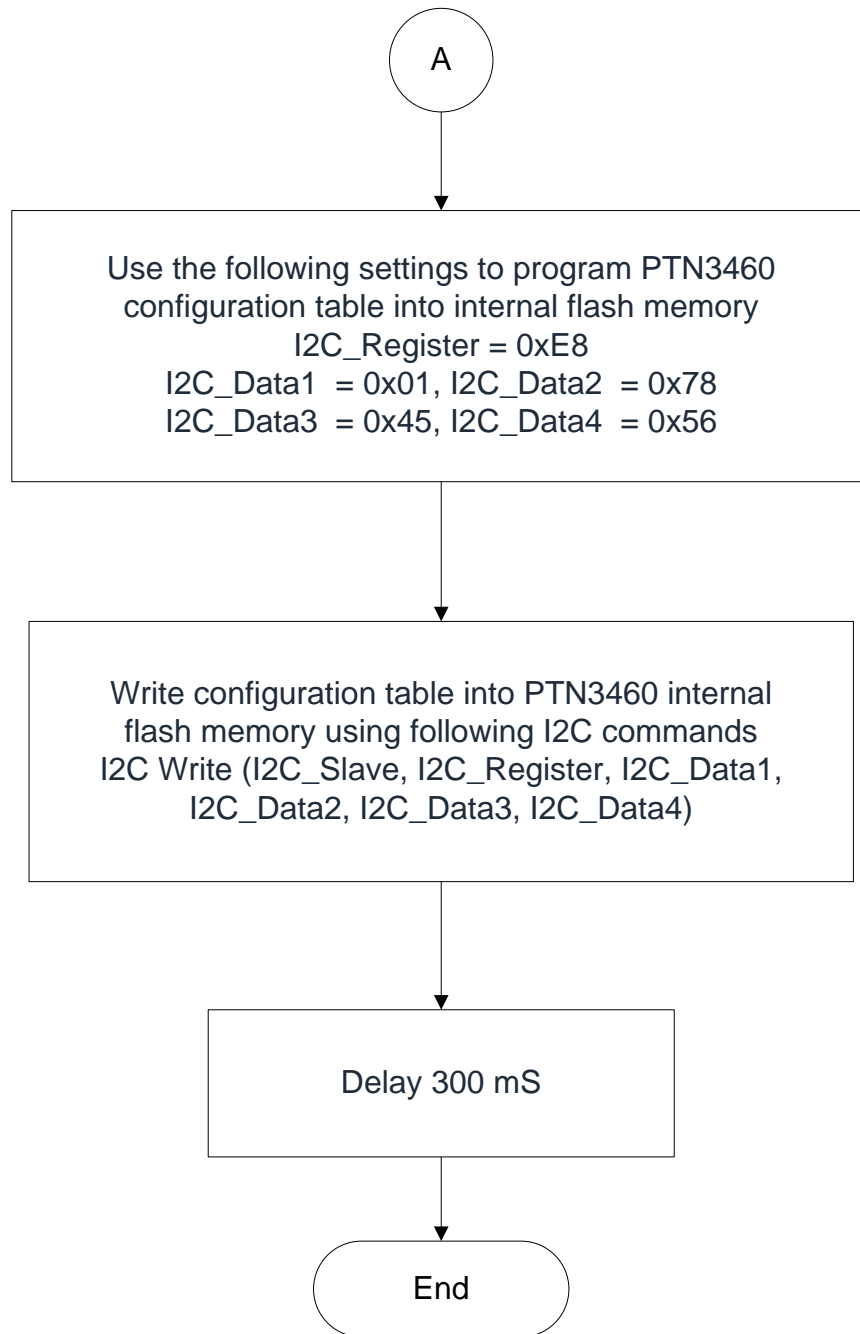 A
Use the following settings to program PTN3460
configuration table into internal flash memory
I2C_Register = 0xE8
I2C_Data1  = 0x01, I2C_Data2  = 0x78
I2C_Data3  = 0x45, I2C_Data4  = 0x56
Write configuration table into PTN3460 internal
flash memory using following I2C commands
I2C Write (I2C_Slave, I2C_Register, I2C_Data1,
I2C_Data2, I2C_Data3, I2C_Data4)
Delay 300 mS
End